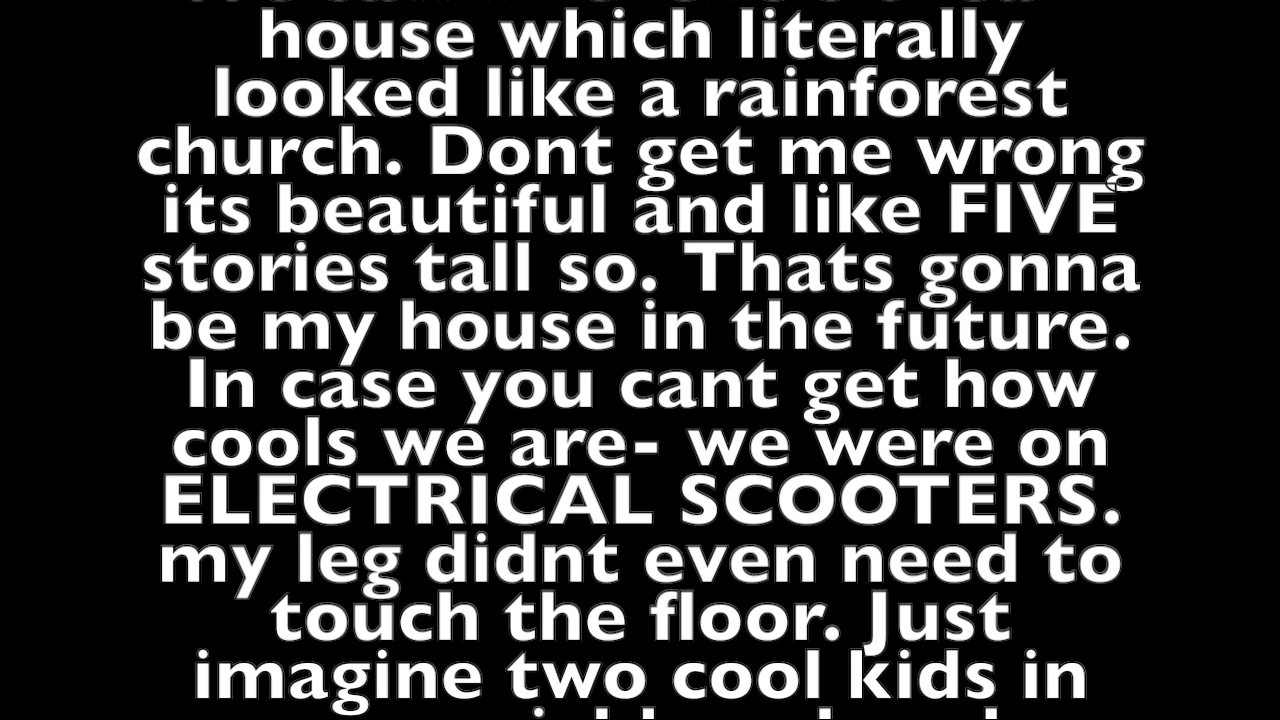 house which literally
looked like a rainforest
church. Dont get me wrong
its beautiful and like FIVE
stories tall so. Thats gonna
be my house in the future.
In case you cant get how
cools we are- we were on
ELECTRICAL SCOOTERS.
my leg didnt even need to
touch the floor. Just
imagine two cool kids in